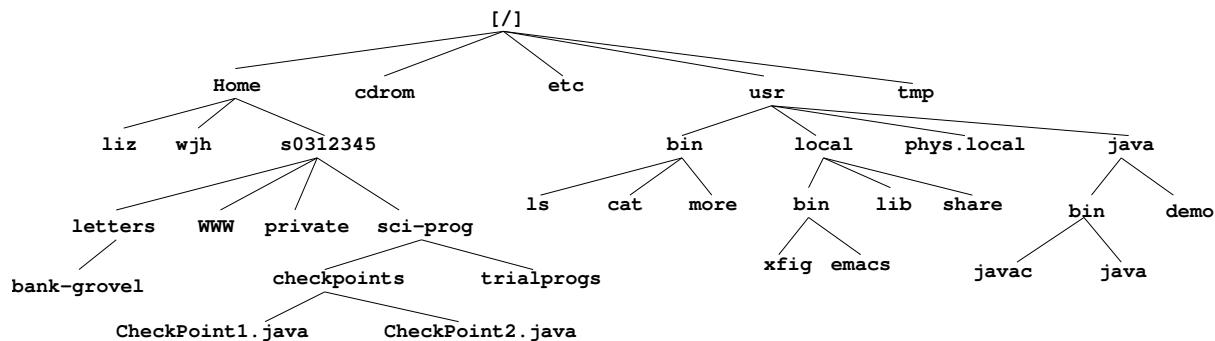 [/]
Home cdrom etc usr tmp
liz wjh s0312345 bin local phys.local java
letters WWW private sci-prog ls cat more bin lib share bin demo
bank-grovel checkpoints trialprogs xfig emacs javac java
CheckPoint1.java CheckPoint2.java